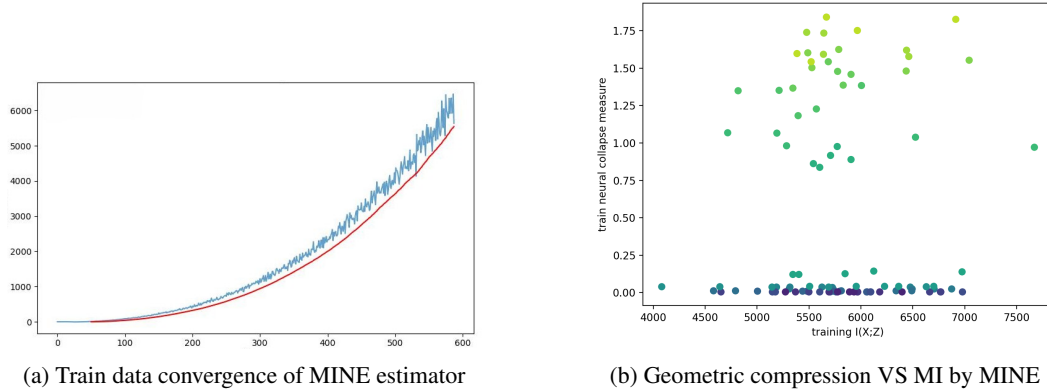 6000
5000
4000
3000
2000
1000
0
0 100 200 300 400 500 600
(a) Train data convergence of MINE estimator
train neural collapse measure
1.75
1.50
1.25
1.00
0.75
0.50
0.25
0.00
4000 4500 5000 5500 6000 6500 7000 7500
training I(X;Z)
(b) Geometric compression VS MI by MINE